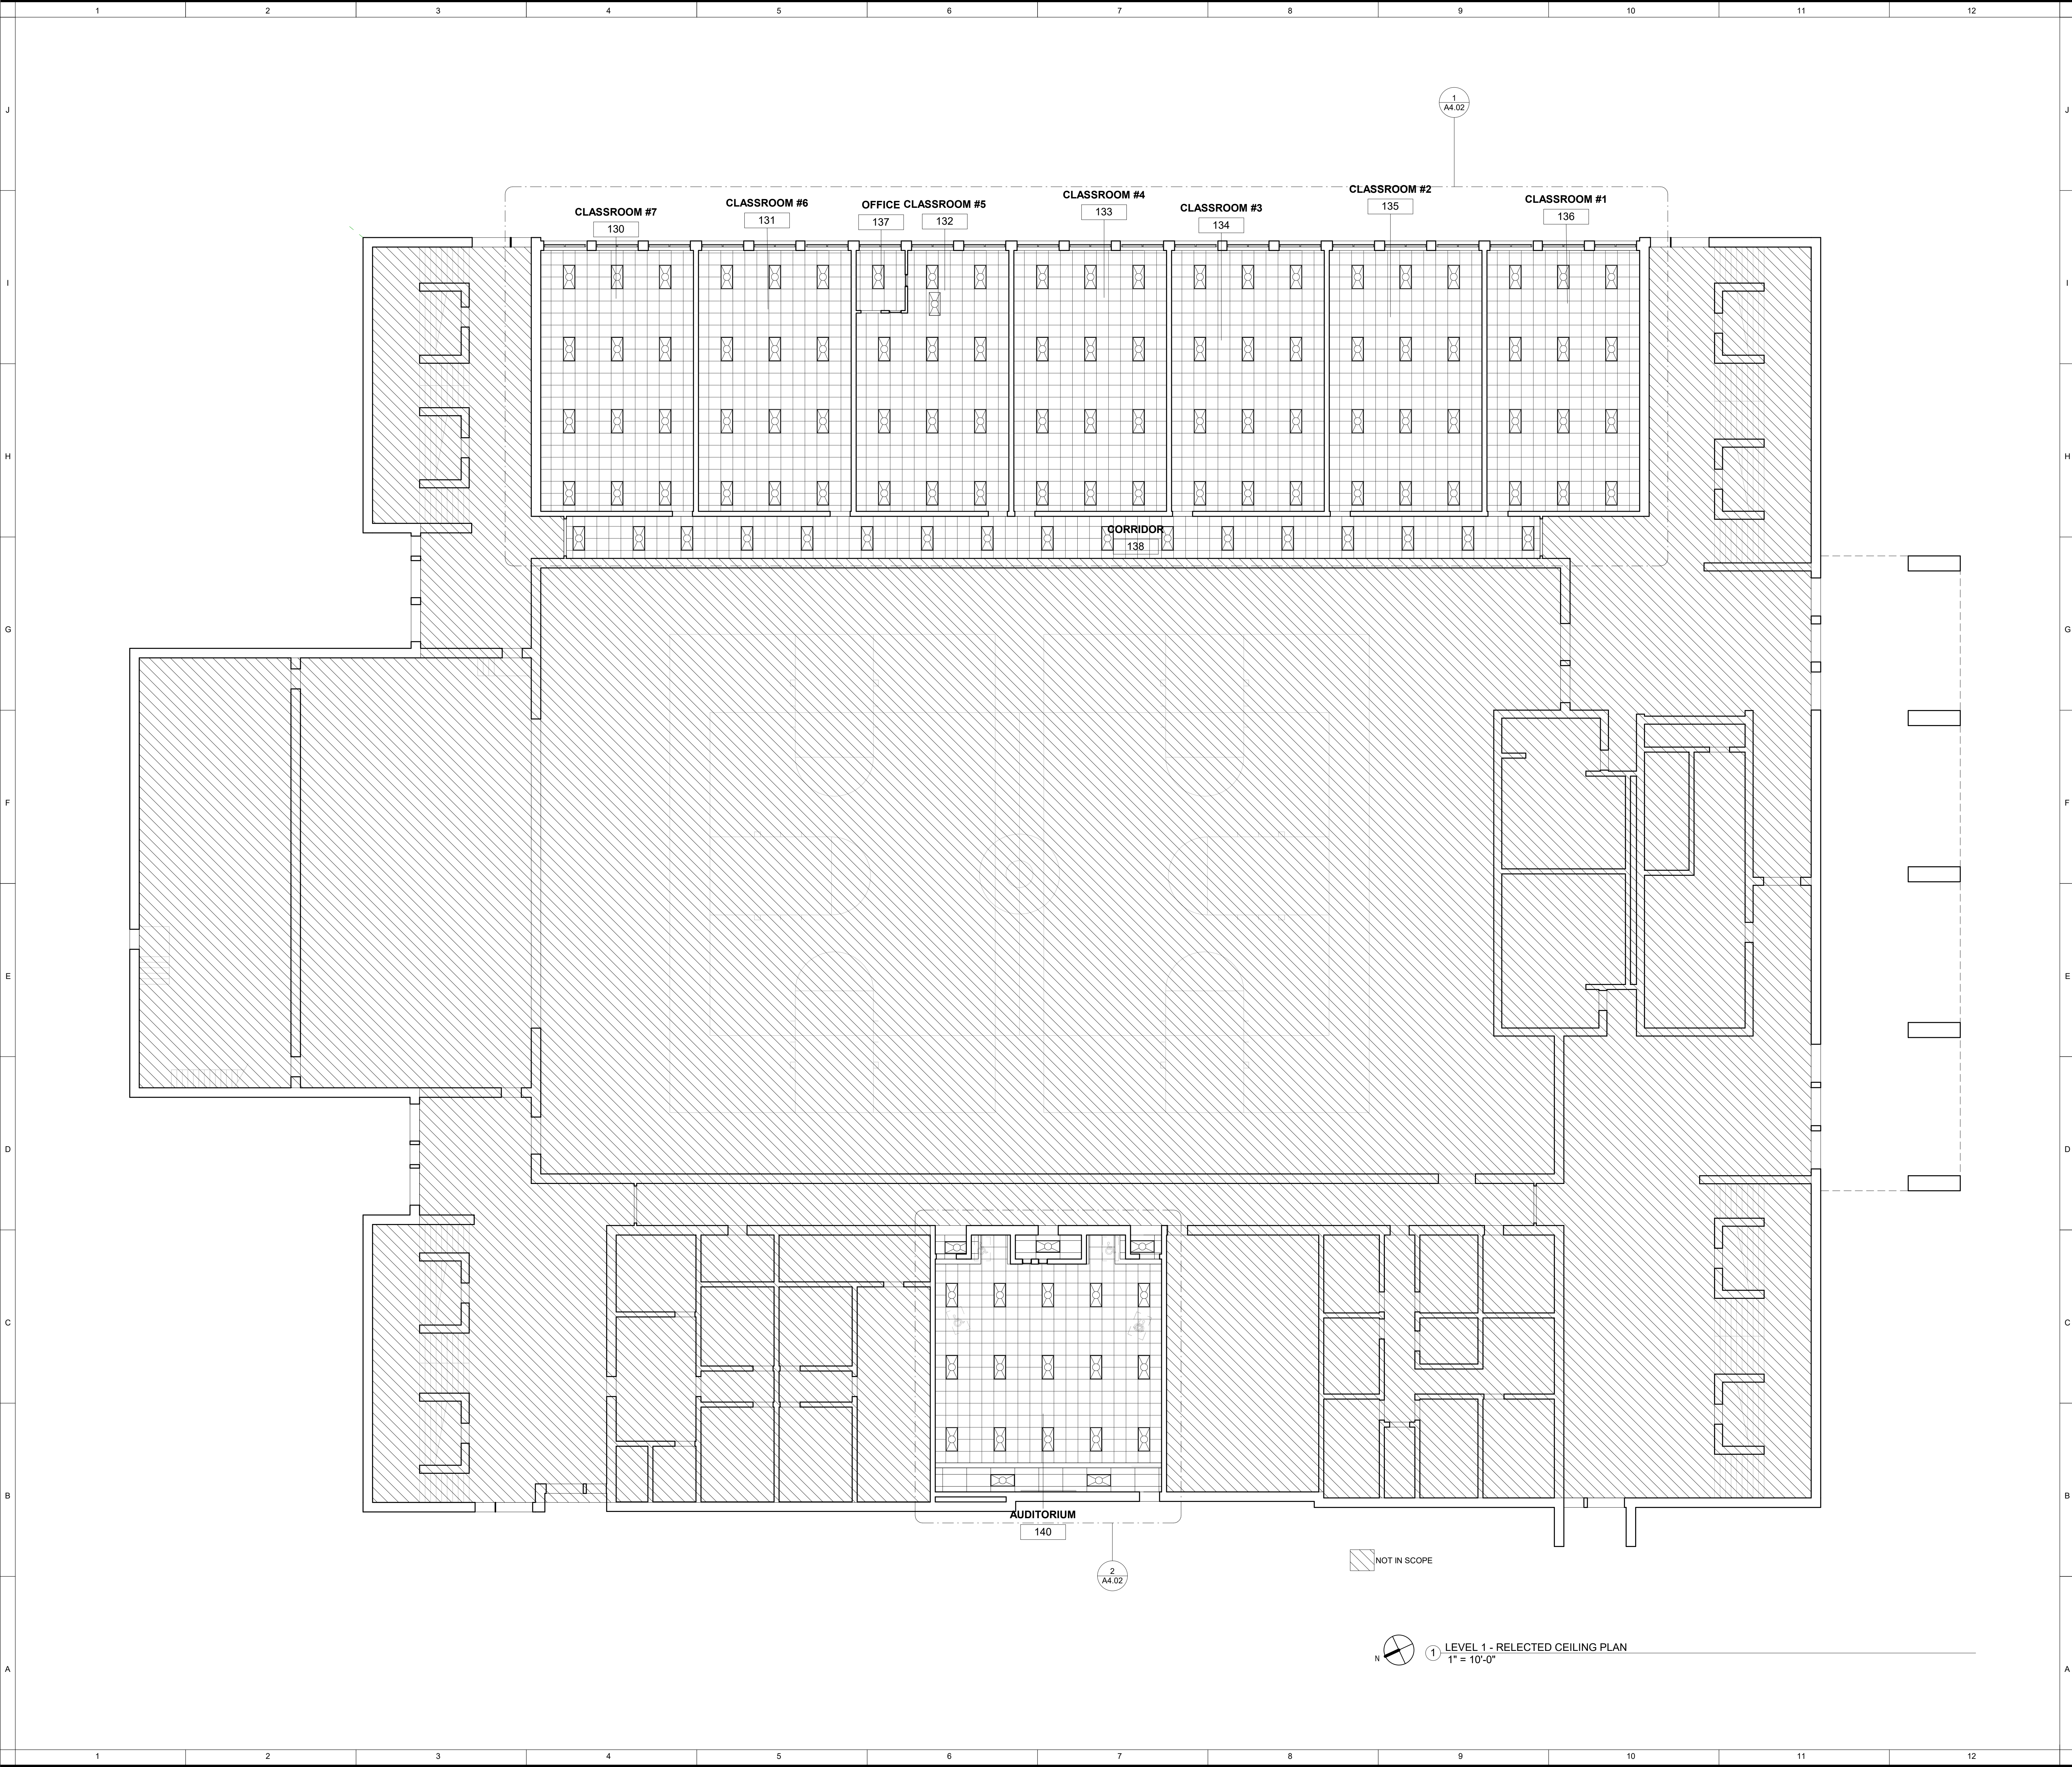 1 2 3 4 5 6 7 8 9 10 11 12
J J
1
A4.02
CLASSROOM #7
130
CLASSROOM #6
131
OFFICE
137
CLASSROOM #5
132
CLASSROOM #4
133
CLASSROOM #3
134
CLASSROOM #2
135
CLASSROOM #1
136
I I
H H
CORRIDOR
138
G G
F F
E E
D D
C C
B B
AUDITORIUM
140
2
A4.02
NOT IN SCOPE
N
1
LEVEL 1 - RELECTED CEILING PLAN
1" = 10'-0"
A A
1 2 3 4 5 6 7 8 9 10 11 12